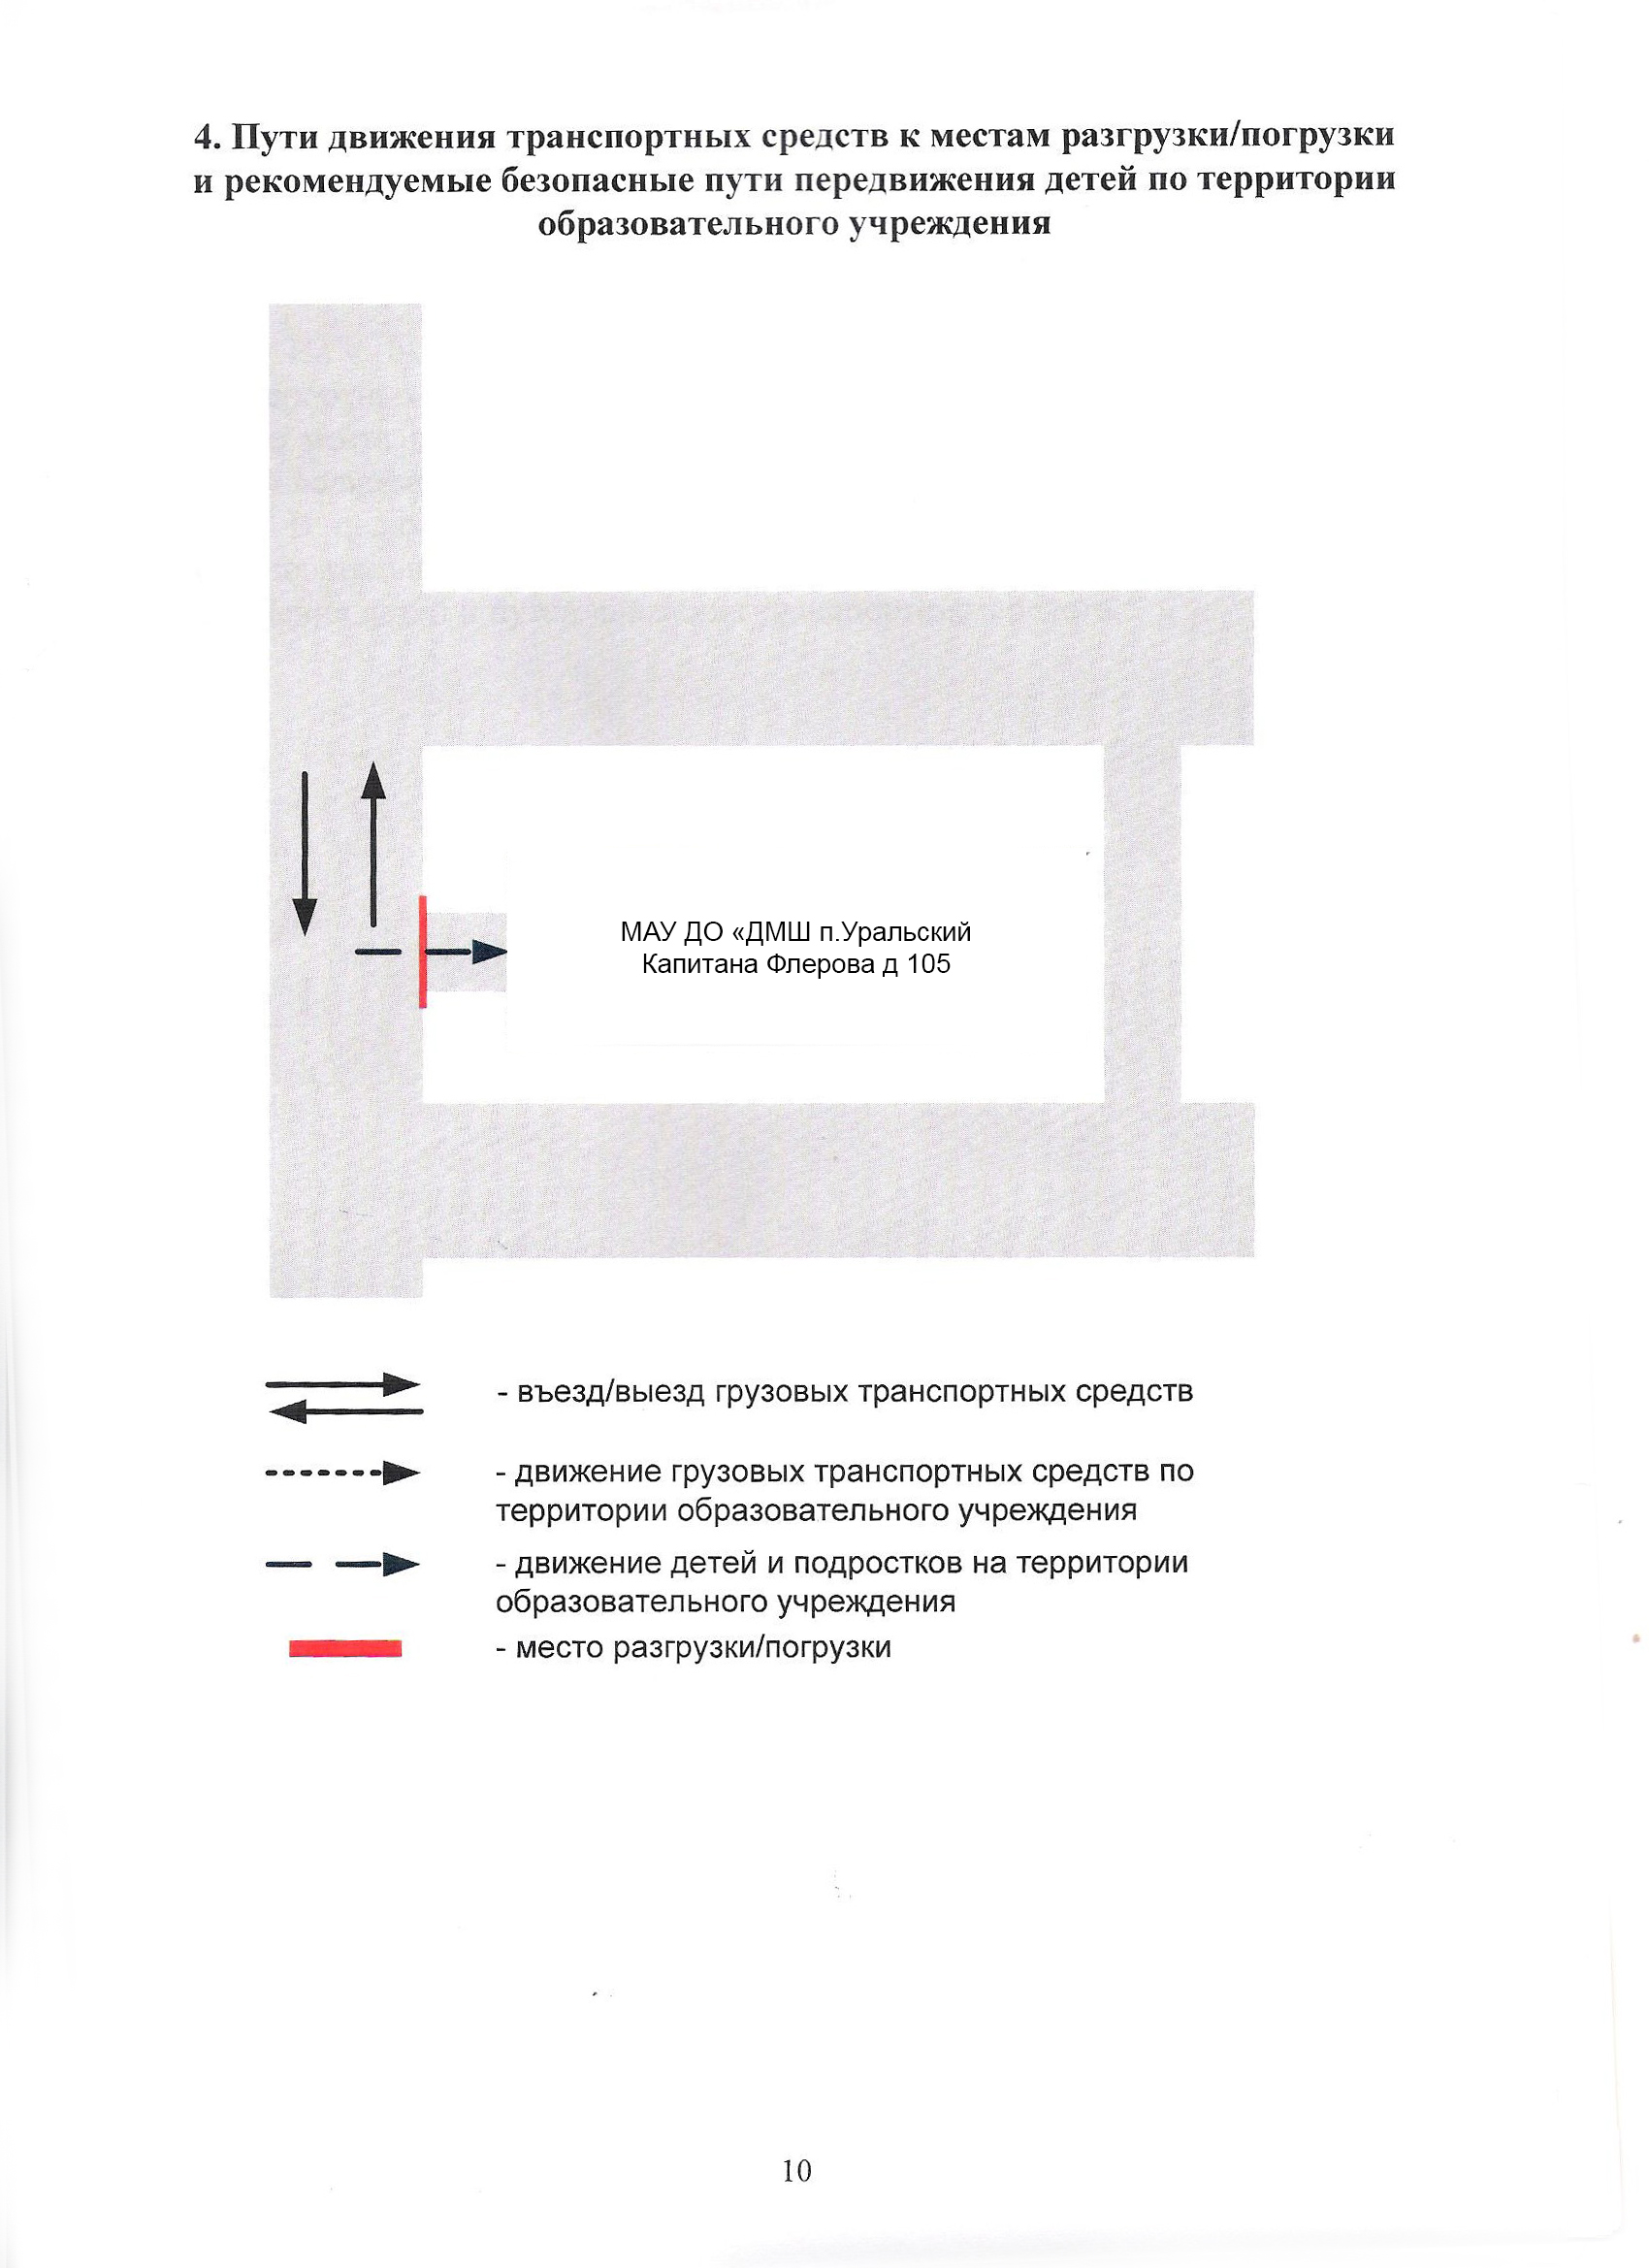 4. Пути движения транспортных средств к местам разгрузки/погрузки
и рекомендуемые безопасные пути передвижения детей по территории
образовательного учреждения
МАУ ДО «ДМШ п.Уральский
Капитана Флерова д 105
- въезд/выезд грузовых транспортных средств
- движение грузовых транспортных средств по
территории образовательного учреждения
- движение детей и подростков на территории
образовательного учреждения
- место разгрузки/погрузки
10